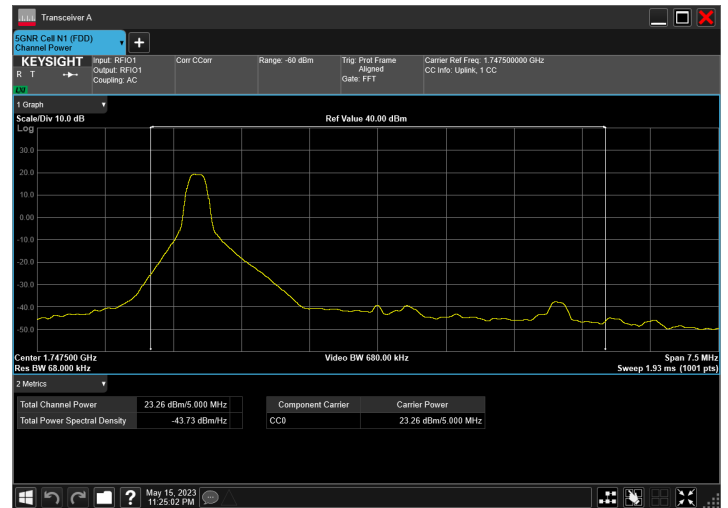 Transceiver A
5GNR Cell N1 (FDD)
Channel Power
KEYSIGHT
R T
LXI
Input: RFIO1
Output: RFIO1
Coupling: AC
Corr CCorr
Range: -60 dBm
Trig: Prot Frame
Aligned
Gate: FFT
Carrier Ref Freq: 1.747500000 GHz
CC Info: Uplink, 1 CC
1 Graph
Scale/Div 10.0 dB
Ref Value 40.00 dBm
Log
30.0
20.0
10.0
0.00
-10.0
-20.0
-30.0
-40.0
-50.0
Center 1.747500 GHz
Video BW 680.00 kHz
Span 7.5 MHz
Res BW 68.000 kHz
Sweep 1.93 ms (1001 pts)
2 Metrics
Total Channel Power 23.26 dBm/5.000 MHz
Total Power Spectral Density -43.73 dBm/Hz
Component Carrier Carrier Power
CC0 23.26 dBm/5.000 MHz
?
May 15, 2023
11:25:02 PM